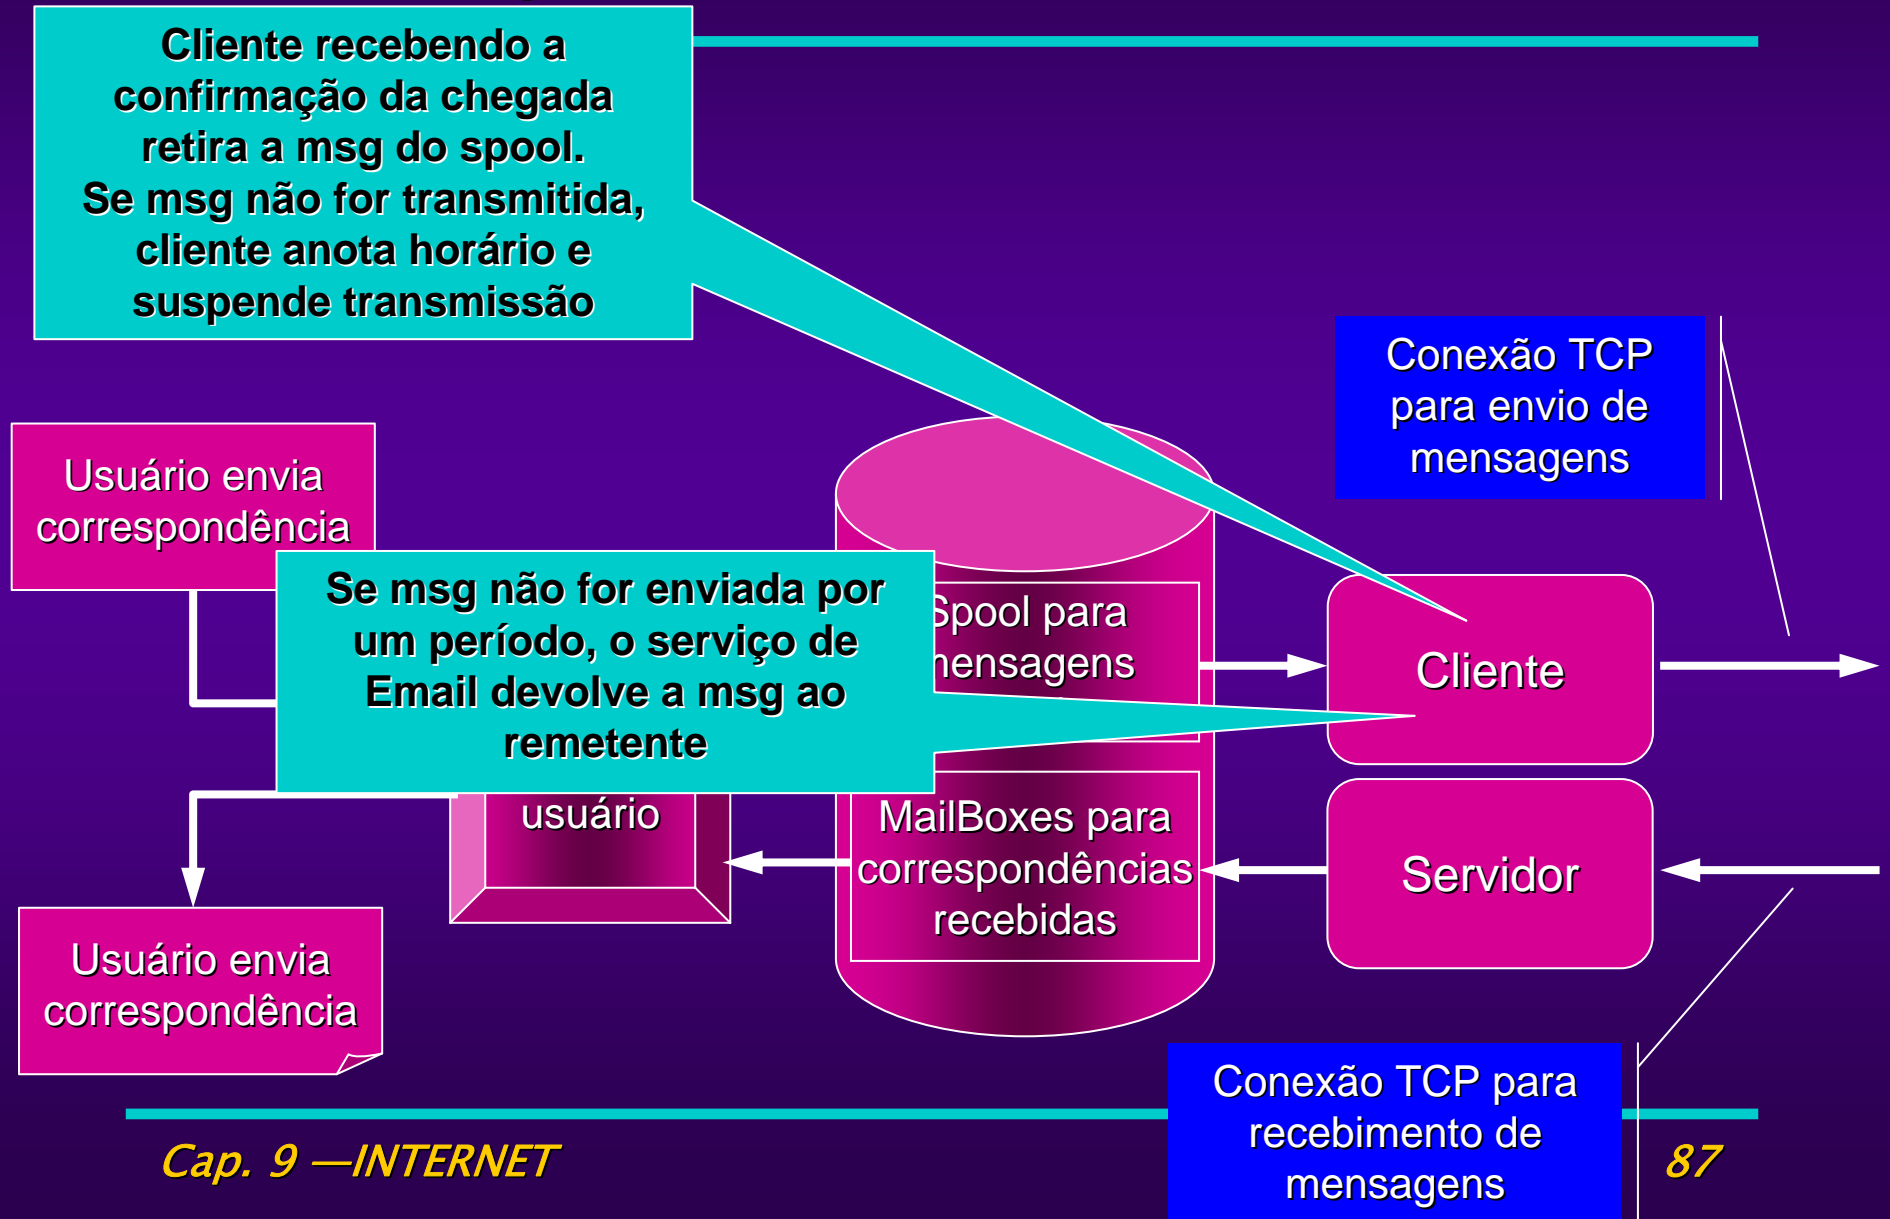 Cliente recebendo a
confirmação da chegada
retira a msg do spool.
Se msg não for transmitida,
cliente anota horário e
suspende transmissão
Conexão TCP
para envio de
mensagens
Usuário envia
correspondência
Se msg não for enviada por
um período, o serviço de
Email devolve a msg ao
remetente
Spool para
mensagens
Cliente
usuário
MailBoxes para
correspondências
recebidas
Servidor
Usuário envia
correspondência
Conexão TCP para
recebimento de
mensagens
Cap. 9 —INTERNET
87